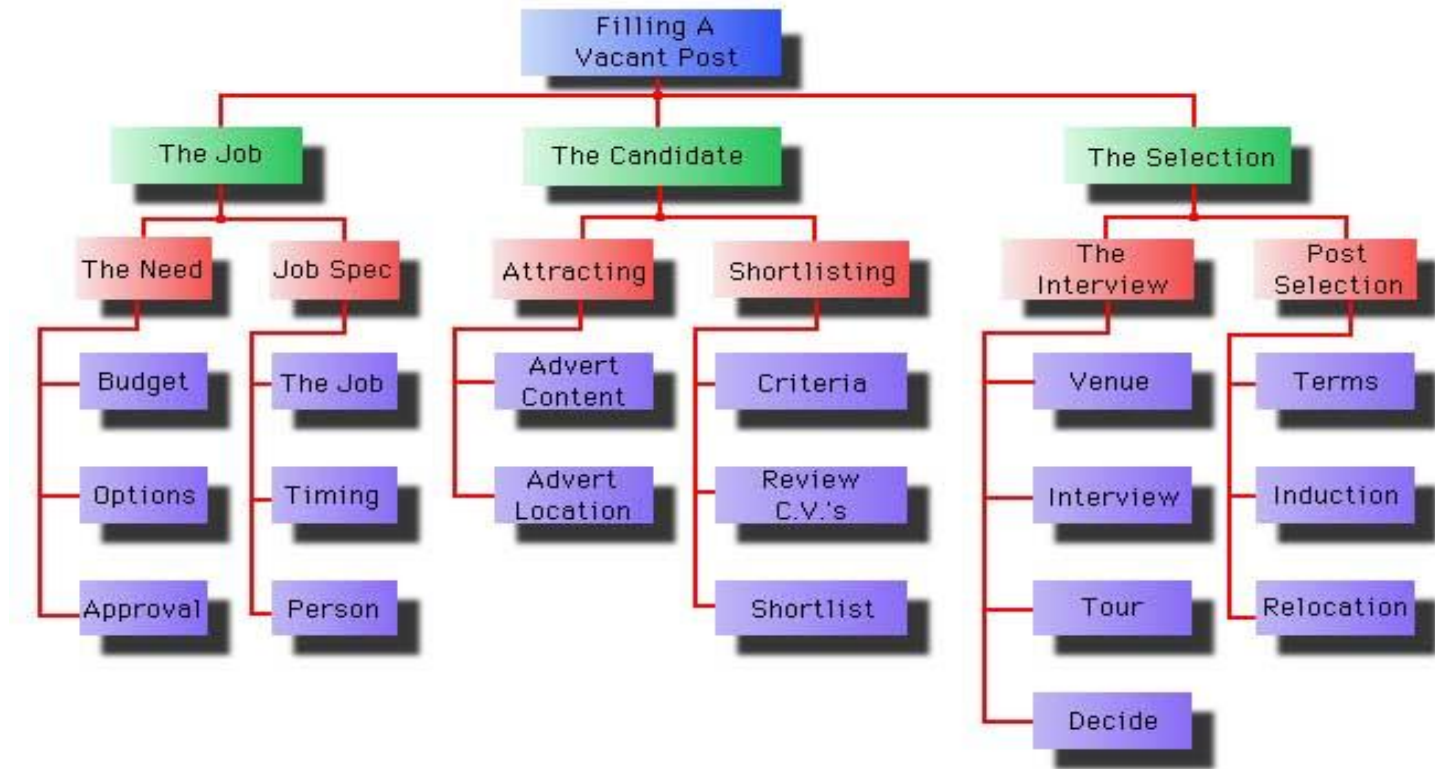 Filling A
Vacant Post
The Job
The Candidate
The Selection
The Need
Job Spec
Attracting
Shortlisting
The
Interview
Post
Selection
Budget
The Job
Advert
Content
Criteria
Venue
Terms
Options
Timing
Advert
Location
Review
C.V.'s
Interview
Induction
Approval
Person
Shortlist
Tour
Relocation
Decide